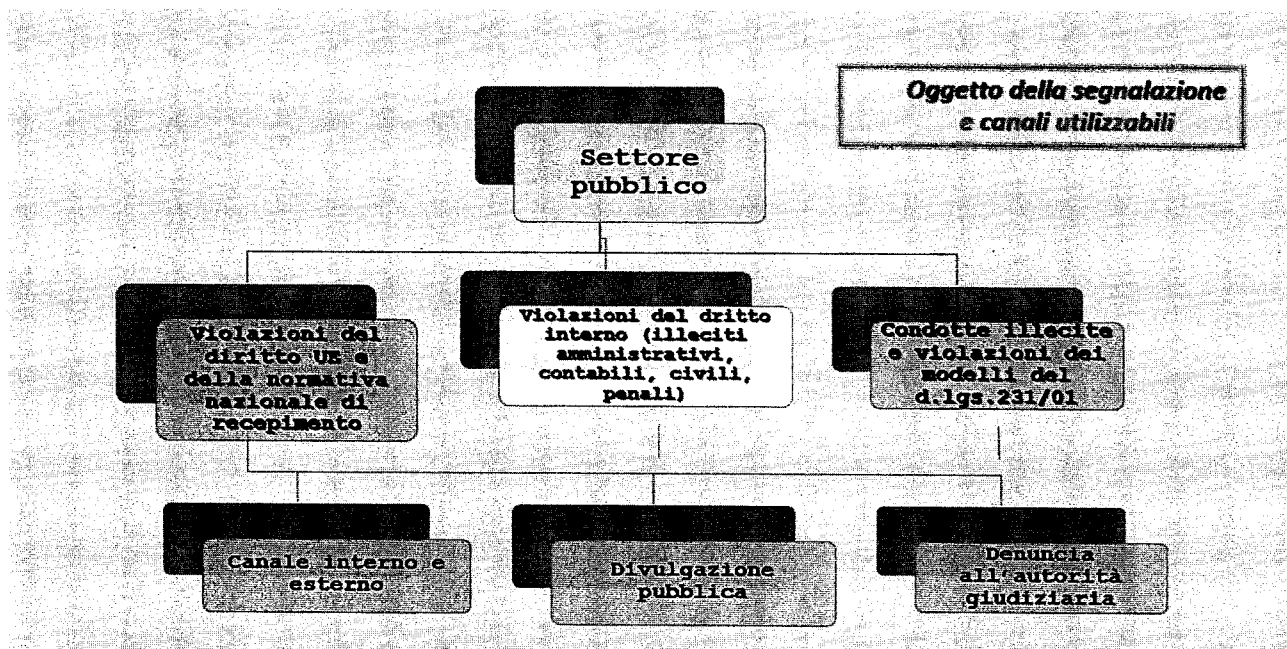 Oggetto della segnalazione
e canali utilizzabili
Settore
pubblico
Violazioni del
diritto UE e
della normativa
nazionale di
recepimento
Violazioni del dritto
interno (illeciti
amministrativi,
contabili, civili,
penali)
Condotte illecite
e violazioni dei
modelli del
d.lgs.231/01
Canale interno e
esterno
Divulgazione
pubblica
Denuncia
all'autorità
giudiziaria